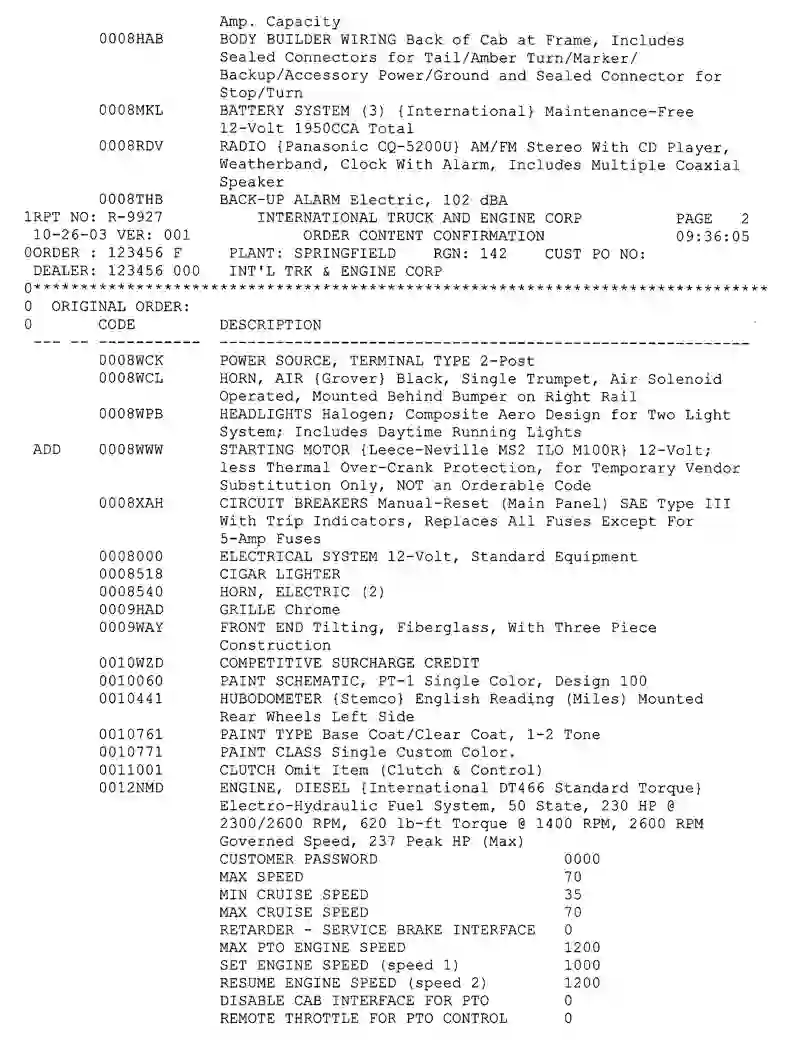 Amp. Capacity
0008HAB BODY BUILDER WIRING Back of Cab at Frame, Includes
Sealed Connectors for Tail/Amber Turn/Marker/
Backup/Accessory Power/Ground and Sealed Connector for
Stop/Turn
0008MKL BATTERY SYSTEM (3) {International} Maintenance-Free
12-Volt 1950CCA Total
0008RDV RADIO {Panasonic CQ-5200U} AM/FM Stereo With CD Player,
Weatherband, Clock With Alarm, Includes Multiple Coaxial
Speaker
0008THB BACK-UP ALARM Electric, 102 dBA
1RPT NO: R-9927 INTERNATIONAL TRUCK AND ENGINE CORP PAGE 2
10-26-03 VER: 001 ORDER CONTENT CONFIRMATION 09:36:05
0ORDER : 123456 F PLANT: SPRINGFIELD RGN: 142 CUST PO NO:
DEALER: 123456 000 INT'L TRK & ENGINE CORP
0******************************************************************************
0 ORIGINAL ORDER:
0 CODE DESCRIPTION
--- -- ----------- ---------------------------------------------------------
0008WCK POWER SOURCE, TERMINAL TYPE 2-Post
0008WCL HORN, AIR {Grover} Black, Single Trumpet, Air Solenoid
Operated, Mounted Behind Bumper on Right Rail
0008WPB HEADLIGHTS Halogen; Composite Aero Design for Two Light
System; Includes Daytime Running Lights
ADD 0008WWW STARTING MOTOR {Leece-Neville MS2 ILO M100R} 12-Volt;
less Thermal Over-Crank Protection, for Temporary Vendor
Substitution Only, NOT an Orderable Code
0008XAH CIRCUIT BREAKERS Manual-Reset (Main Panel) SAE Type III
With Trip Indicators, Replaces All Fuses Except For
5-Amp Fuses
0008000 ELECTRICAL SYSTEM 12-Volt, Standard Equipment
0008518 CIGAR LIGHTER
0008540 HORN, ELECTRIC (2)
0009HAD GRILLE Chrome
0009WAY FRONT END Tilting, Fiberglass, With Three Piece
Construction
0010WZD COMPETITIVE SURCHARGE CREDIT
0010060 PAINT SCHEMATIC, PT-1 Single Color, Design 100
0010441 HUBODOMETER {Stemco} English Reading (Miles) Mounted
Rear Wheels Left Side
0010761 PAINT TYPE Base Coat/Clear Coat, 1-2 Tone
0010771 PAINT CLASS Single Custom Color.
0011001 CLUTCH Omit Item (Clutch & Control)
0012NMD ENGINE, DIESEL {International DT466 Standard Torque}
Electro-Hydraulic Fuel System, 50 State, 230 HP @
2300/2600 RPM, 620 lb-ft Torque @ 1400 RPM, 2600 RPM
Governed Speed, 237 Peak HP (Max)
CUSTOMER PASSWORD 0000
MAX SPEED 70
MIN CRUISE SPEED 35
MAX CRUISE SPEED 70
RETARDER - SERVICE BRAKE INTERFACE 0
MAX PTO ENGINE SPEED 1200
SET ENGINE SPEED (speed 1) 1000
RESUME ENGINE SPEED (speed 2) 1200
DISABLE CAB INTERFACE FOR PTO 0
REMOTE THROTTLE FOR PTO CONTROL 0